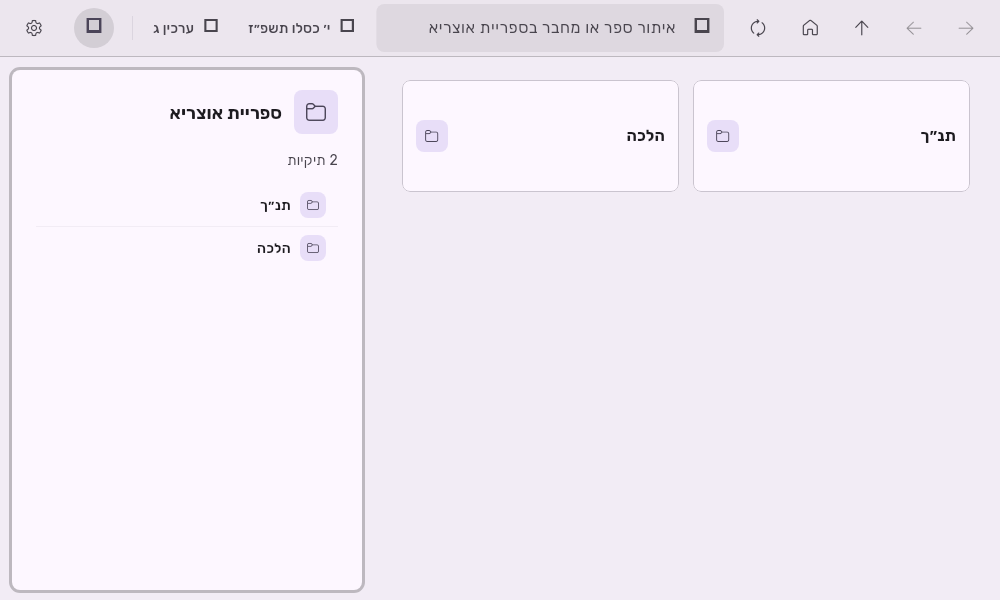 איתור ספר או מחבר בספריית אוצריא
י׳ כסלו תשפ״ז
ערכין ג
תנ״ך
הלכה
ספריית אוצריא
2 תיקיות
תנ״ך
הלכה